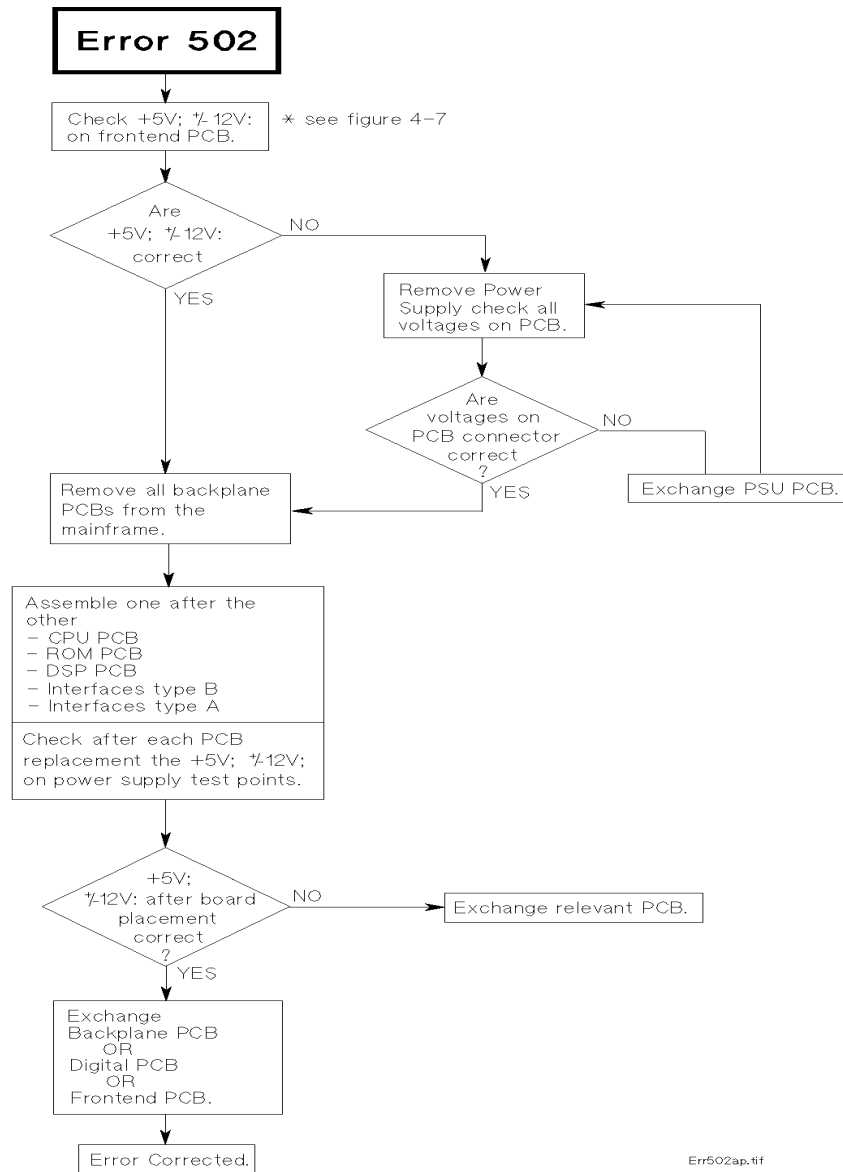 Error 502
Check +5V; +/-12V:
on frontend PCB.
* see figure 4-7
Are
+5V; +/-12V:
correct
NO
YES
Remove Power
Supply check all
voltages on PCB.
Are
voltages on
PCB connector
correct
?
NO
YES
Exchange PSU PCB.
Remove all backplane
PCBs from the
mainframe.
Assemble one after the
other
- CPU PCB
- ROM PCB
- DSP PCB
- Interfaces type B
- Interfaces type A
Check after each PCB
replacement the +5V; +/-12V;
on power supply test points.
+5V;
+/-12V: after board
placement
correct
?
NO
YES
Exchange relevant PCB.
Exchange
Backplane PCB
OR
Digital PCB
OR
Frontend PCB.
Error Corrected.
Err502ap.tif